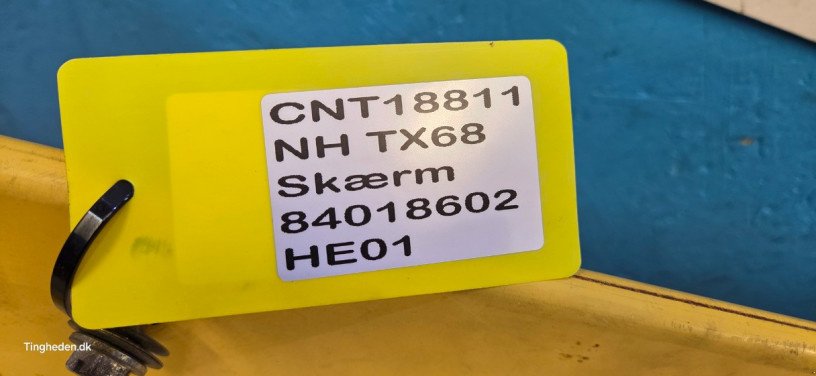 CNT18811
NH TX68
Skærm
84018602
HE01
Tingheden.dk